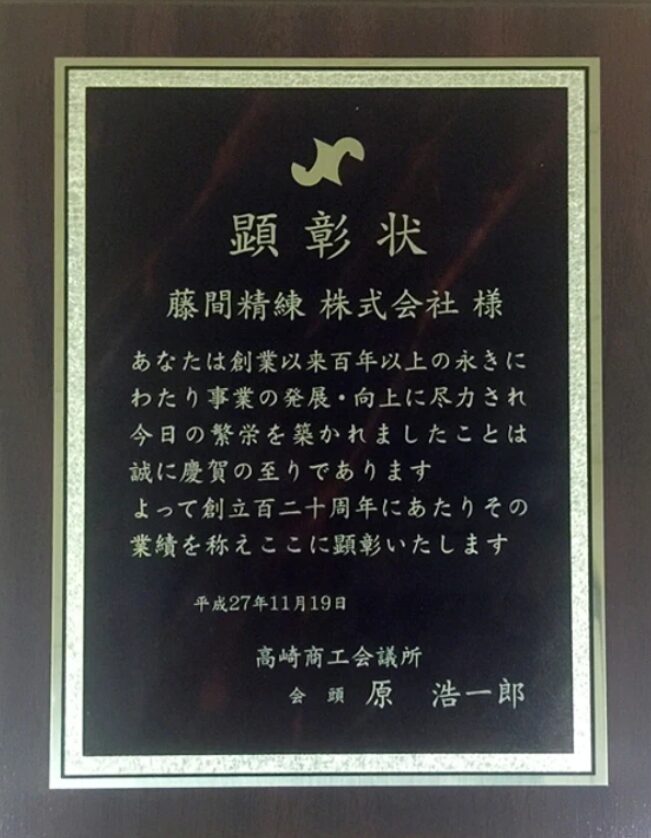 顕彰状
藤間精練 株式会社 様
あなたは創業以来百年以上の永きに
わたり事業の発展・向上に尽力され
今日の繁栄を築かれましたことは
誠に慶賀の至りであります
よって創立百二十周年にあたりその
業績を称えここに顕彰いたします
平成27年11月19日
高崎商工会議所
会頭 原 浩一郎